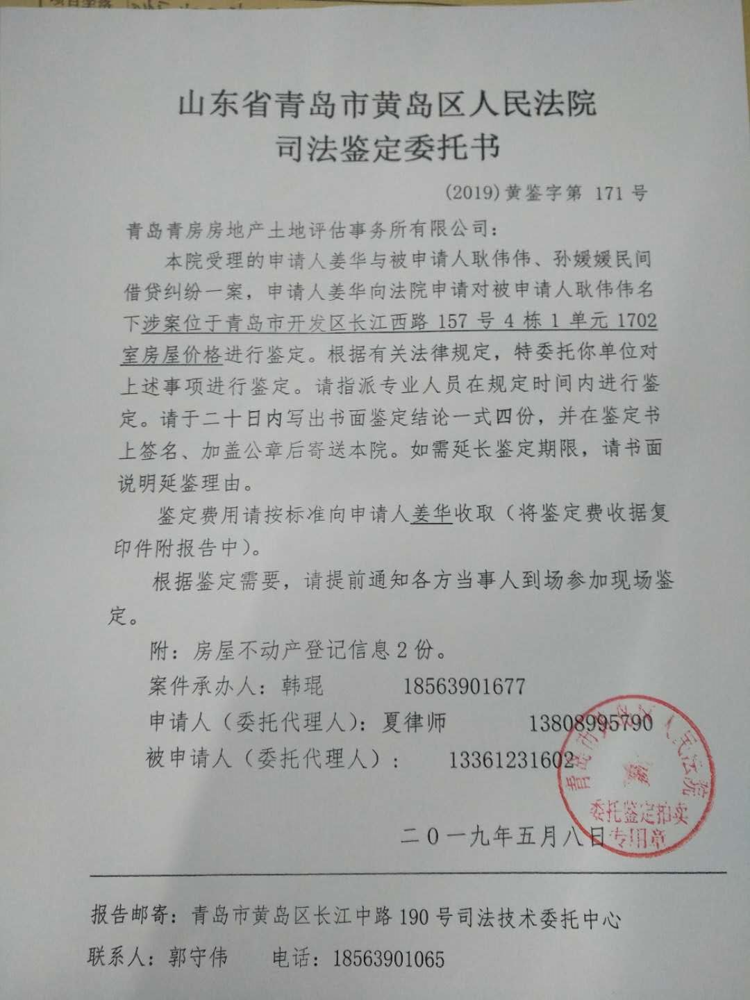 山东省青岛市黄岛区人民法院
司法鉴定委托书
(2019)黄鉴字第 171 号
青岛青房房地产土地评估事务所有限公司：
本院受理的申请人姜华与被申请人耿伟伟、孙媛媛民间
借贷纠纷一案，申请人姜华向法院申请对被申请人耿伟伟名
下涉案位于青岛市开发区长江西路 157 号 4 栋 1 单元 1702
室房屋价格进行鉴定。根据有关法律规定，特委托你单位对
上述事项进行鉴定。请指派专业人员在规定时间内进行鉴
定。请于二十日内写出书面鉴定结论一式四份，并在鉴定书
上签名、加盖公章后寄送本院。如需延长鉴定期限，请书面
说明延鉴理由。
鉴定费用请按标准向申请人姜华收取（将鉴定费收据复
印件附报告中）。
根据鉴定需要，请提前通知各方当事人到场参加现场鉴
定。
附：房屋不动产登记信息 2 份。
案件承办人：韩琨 18563901677
申请人（委托代理人）：夏律师 13808995790
被申请人（委托代理人）： 13361231602
青岛市黄岛区人民法院
委托鉴定拍卖
专用章
二0一九年五月八日
报告邮寄：青岛市黄岛区长江中路 190 号司法技术委托中心
联系人：郭守伟 电话：18563901065